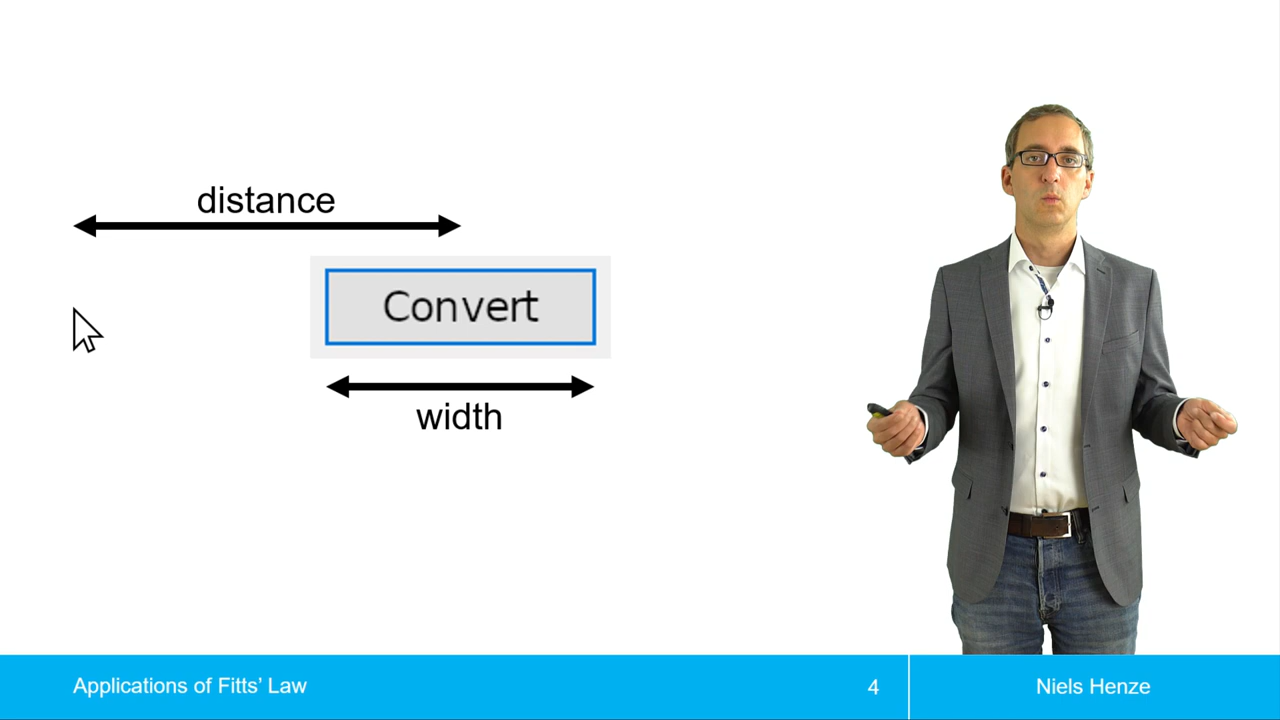 distance
Convert
width
Applications of Fitts’ Law
4
Niels Henze